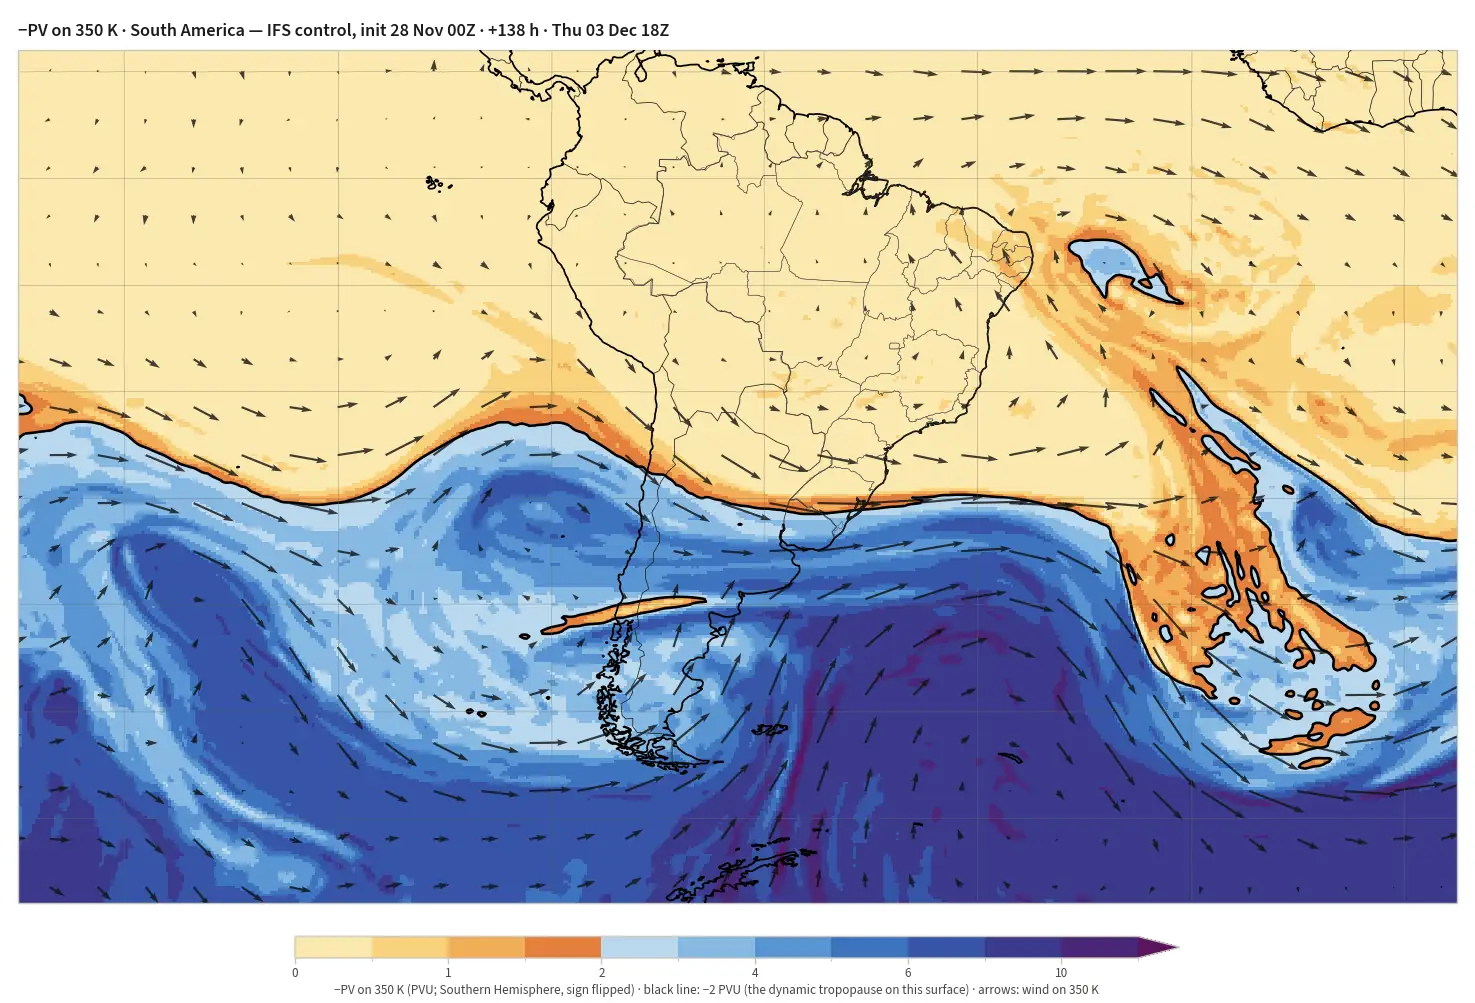 −PV on 350 K · South America — IFS control, init 28 Nov 00Z · +138 h · Thu 03 Dec 18Z
0 1 2 4 6 10
−PV on 350 K (PVU; Southern Hemisphere, sign flipped) · black line: −2 PVU (the dynamic tropopause on this surface) · arrows: wind on 350 K